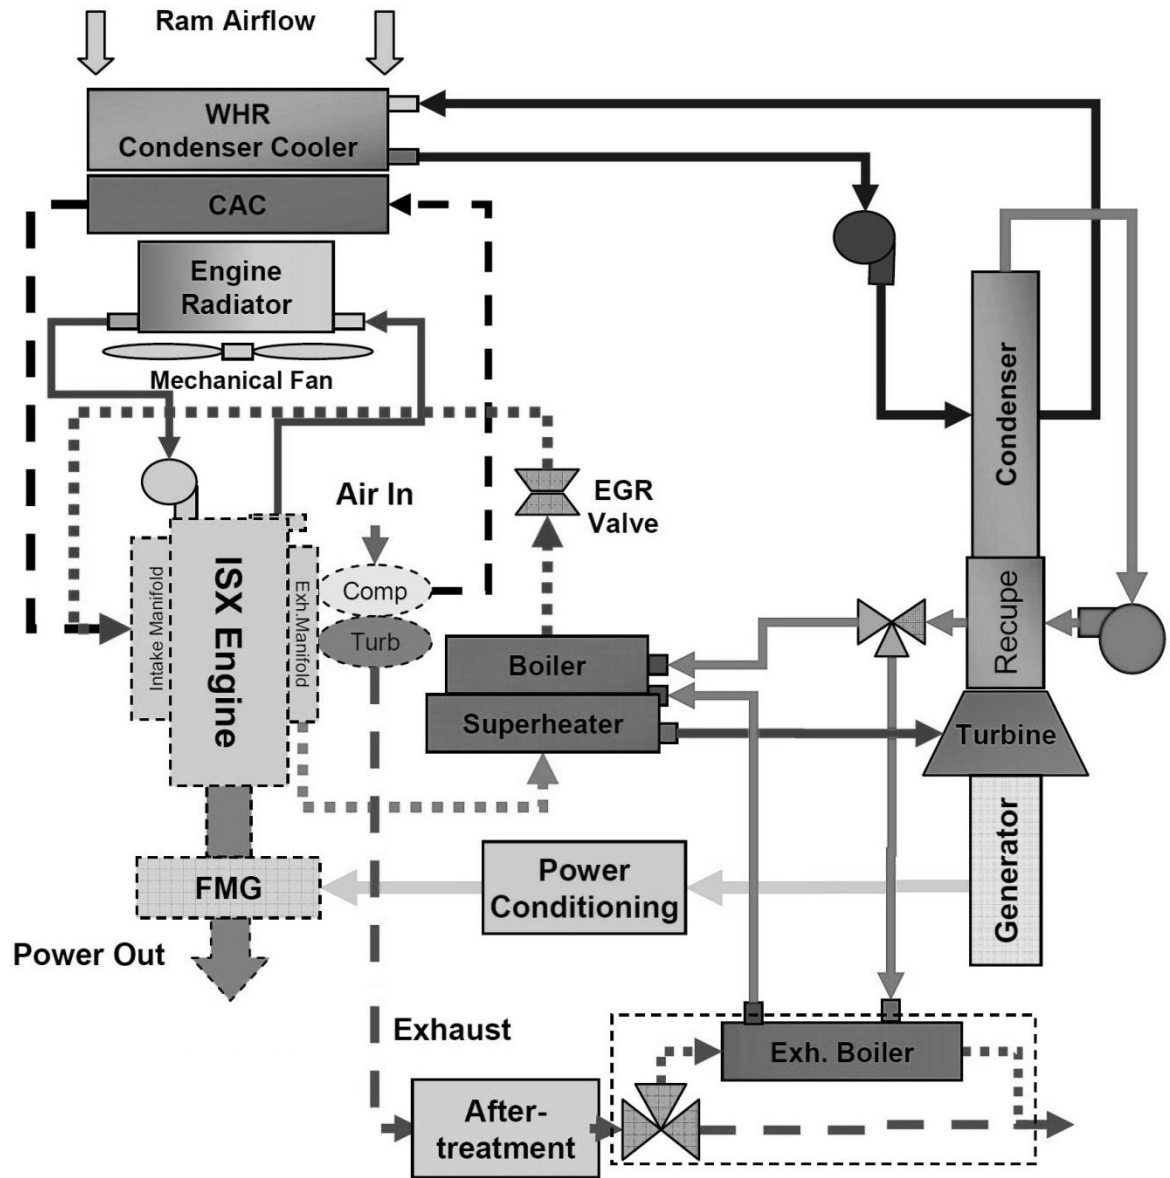 Ram Airflow
WHR
Condenser Cooler
CAC
Engine
Radiator
Mechanical Fan
Condenser
Air In
EGR
Valve
Intake Manifold
ISX Engine
Exh.Manifold
Comp
Turb
Recupe
Boiler
Superheater
Turbine
Generator
Power
Conditioning
FMG
Power Out
Exhaust
Exh. Boiler
After-
treatment